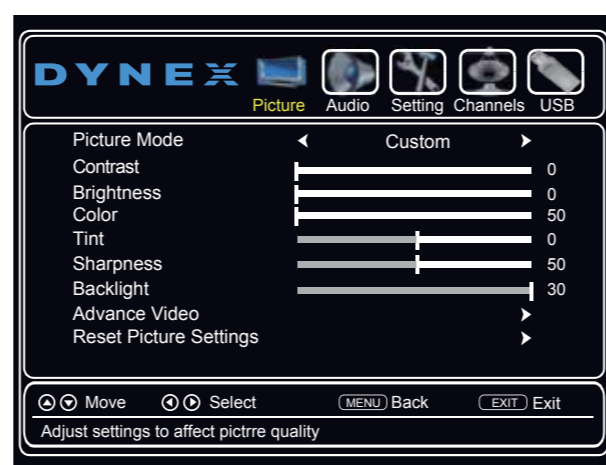 DYNEX
Picture Audio Setting Channels USB
Picture Mode Custom
Contrast 0
Brightness 0
Color 50
Tint 0
Sharpness 50
Backlight 30
Advance Video
Reset Picture Settings
Move Select MENU Back EXIT Exit
Adjust settings to affect pictrre quality